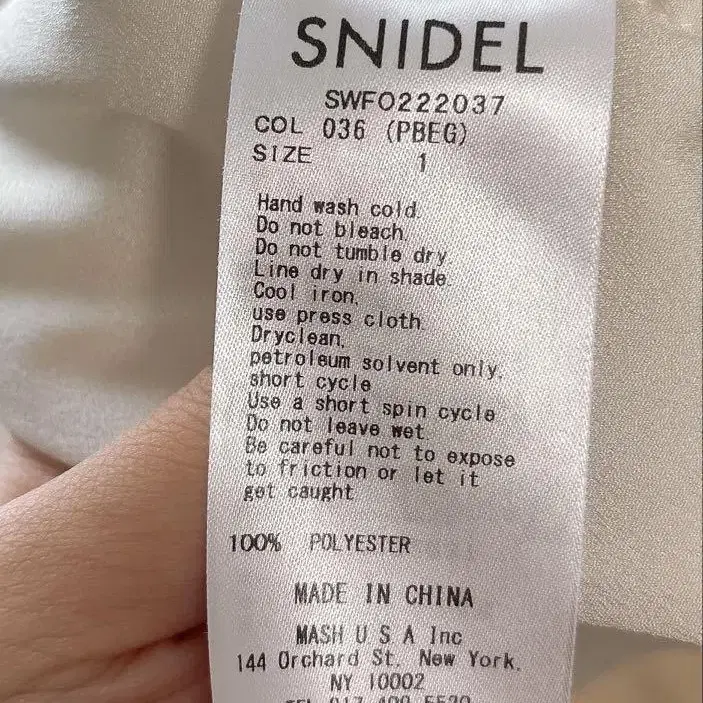 SNIDEL
SWFO222037
COL 036 (PBEG)
SIZE 1
Hand wash cold.
Do not bleach.
Do not tumble dry.
Line dry in shade.
Cool iron,
use press cloth.
Dryclean,
petroleum solvent only,
short cycle
Use a short spin cycle
Do not leave wet.
Be careful not to expose
to friction or let it
get caught
100% POLYESTER
MADE IN CHINA
MASH U S A Inc
144 Orchard St. New York,
NY 10002